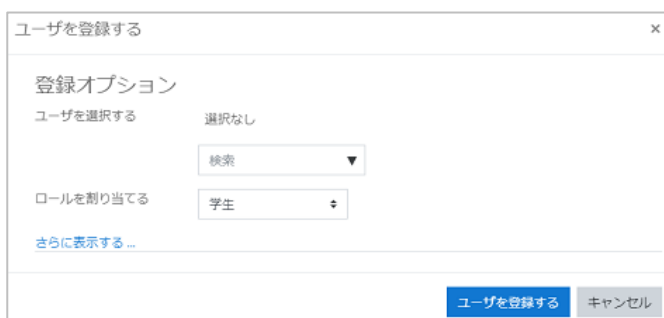 ユーザを登録する ×
登録オプション
ユーザを選択する 選択なし
検索 ▼
ロールを割り当てる 学生
さらに表示する ...
ユーザを登録する キャンセル